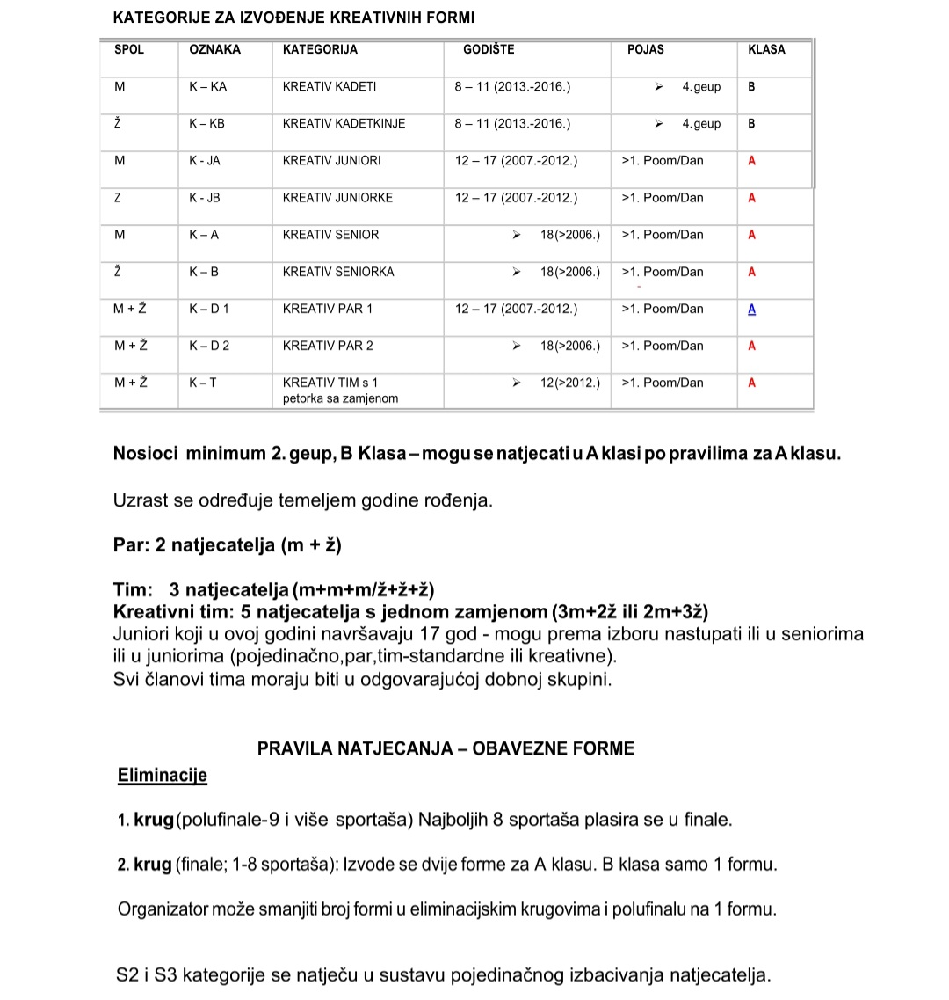 KATEGORIJE ZA IZVOĐENJE KREATIVNIH FORMI
SPOL OZNAKA KATEGORIJA GODIŠTE POJAS KLASA
M K – KA KREATIV KADETI 8 – 11 (2013.-2016.) ➢ 4.geup B
Ž K – KB KREATIV KADETKINJE 8 – 11 (2013.-2016.) ➢ 4.geup B
M K - JA KREATIV JUNIORI 12 – 17 (2007.-2012.) >1. Poom/Dan A
Z K - JB KREATIV JUNIORKE 12 – 17 (2007.-2012.) >1. Poom/Dan A
M K – A KREATIV SENIOR ➢ 18(>2006.) >1. Poom/Dan A
Ž K – B KREATIV SENIORKA ➢ 18(>2006.) >1. Poom/Dan A
M + Ž K – D 1 KREATIV PAR 1 12 – 17 (2007.-2012.) >1. Poom/Dan A
M + Ž K – D 2 KREATIV PAR 2 ➢ 18(>2006.) >1. Poom/Dan A
M + Ž K – T KREATIV TIM s 1 ➢ 12(>2012.) >1. Poom/Dan A
petorka sa zamjenom
Nosioci minimum 2. geup, B Klasa – mogu se natjecati u A klasi po pravilima za A klasu.
Uzrast se određuje temeljem godine rođenja.
Par: 2 natjecatelja (m + ž)
Tim: 3 natjecatelja (m+m+m/ž+ž+ž)
Kreativni tim: 5 natjecatelja s jednom zamjenom (3m+2ž ili 2m+3ž)
Juniori koji u ovoj godini navršavaju 17 god - mogu prema izboru nastupati ili u seniorima
ili u juniorima (pojedinačno,par,tim-standardne ili kreativne).
Svi članovi tima moraju biti u odgovarajućoj dobnoj skupini.
PRAVILA NATJECANJA – OBAVEZNE FORME
Eliminacije
1. krug (polufinale-9 i više sportaša) Najboljih 8 sportaša plasira se u finale.
2. krug (finale; 1-8 sportaša): Izvode se dvije forme za A klasu. B klasa samo 1 formu.
Organizator može smanjiti broj formi u eliminacijskim krugovima i polufinalu na 1 formu.
S2 i S3 kategorije se natječu u sustavu pojedinačnog izbacivanja natjecatelja.